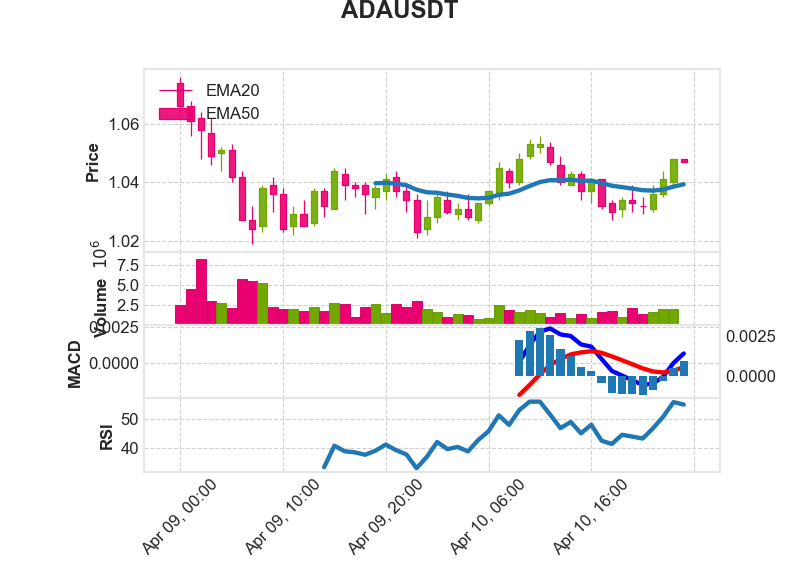 ADAUSDT
EMA20
EMA50
Price
1.06
1.04
1.02
Volume 10^6
7.5
5.0
2.5
MACD
0.0025
0.0000
0.0025
0.0000
RSI
50
40
Apr 09, 00:00
Apr 09, 10:00
Apr 09, 20:00
Apr 10, 06:00
Apr 10, 16:00